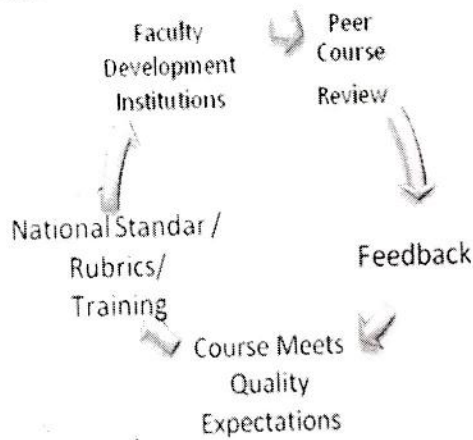 Faculty
Development
Institutions
Peer
Course
Review
Feedback
Course Meets
Quality
Expectations
National Standar /
Rubrics/
Training